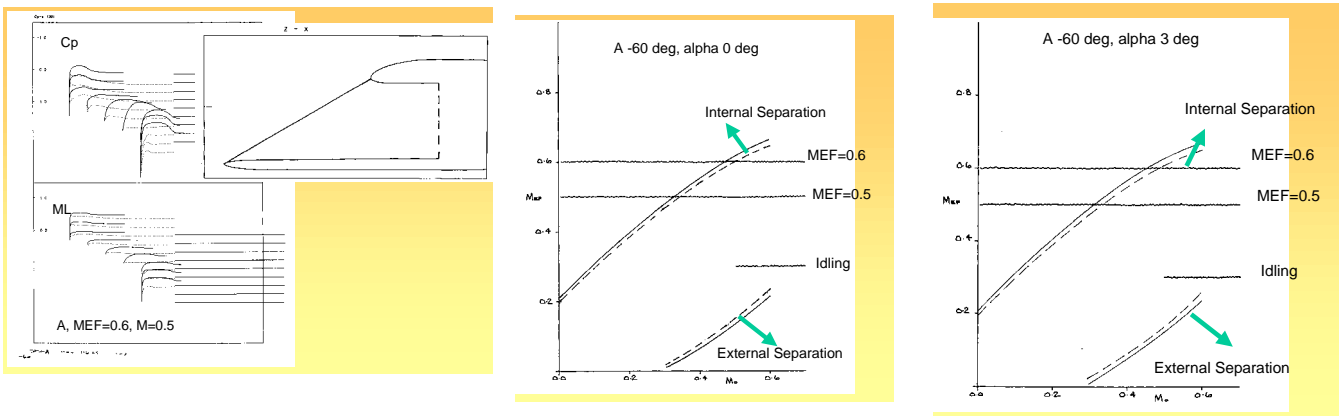 Cp
Z - X
ML
A, MEF=0.6, M=0.5
A -60 deg, alpha 0 deg
0.8
Internal Separation
MEF=0.6
0.6
MEF=0.5
0.4
Idling
0.2
External Separation
0.0
0.2
0.4
M∞
0.6
A -60 deg, alpha 3 deg
0.8
Internal Separation
MEF=0.6
0.6
MEF=0.5
MEF
0.4
Idling
0.2
External Separation
0.0
0.2
0.4
M∞
0.6